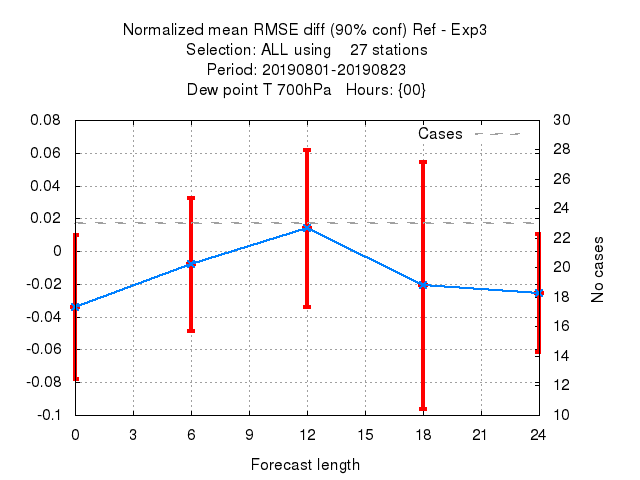 Normalized mean RMSE diff (90% conf) Ref - Exp3
Selection: ALL using    27 stations
Period: 20190801-20190823
Dew point T 700hPa   Hours: {00}
Cases
0.08
0.06
0.04
0.02
0
-0.02
-0.04
-0.06
-0.08
-0.1
30
28
26
24
22
20
18
16
14
12
10
No cases
0 3 6 9 12 15 18 21 24
Forecast length